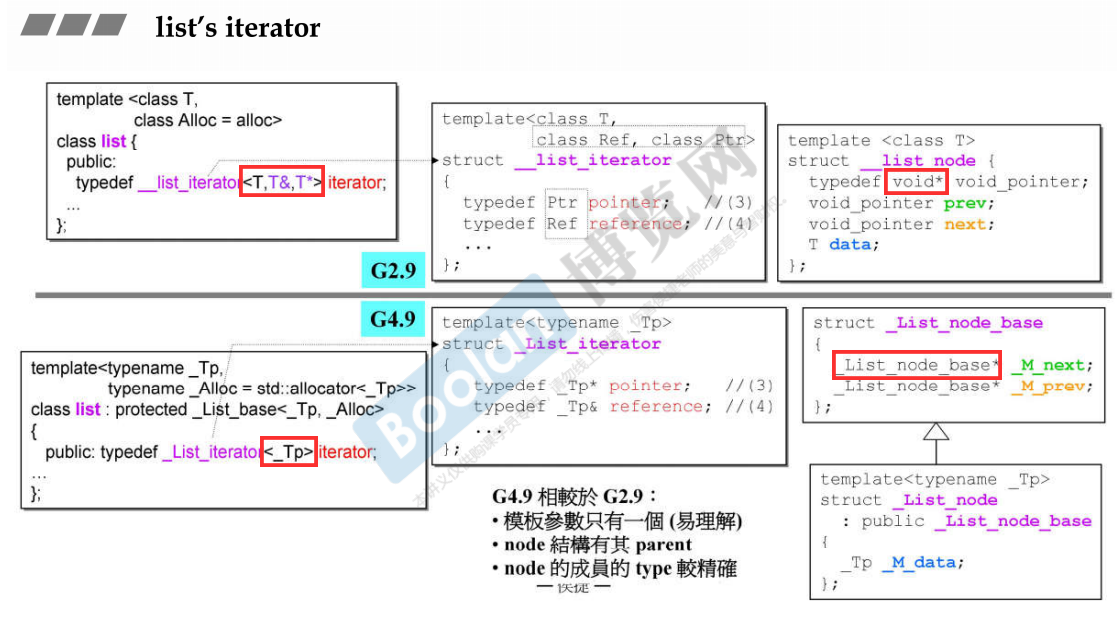 list's iterator
template <class T,
class Alloc = alloc>
class list {
public:
typedef __list_iterator<T,T&,T*> iterator;
...
};
template<class T,
class Ref, class Ptr>
struct __list_iterator
{
typedef Ptr pointer; //(3)
typedef Ref reference; //(4)
...
};
template <class T>
struct __list_node {
typedef void* void_pointer;
void_pointer prev;
void_pointer next;
T data;
};
G2.9
G4.9
template<typename _Tp,
typename _Alloc = std::allocator<_Tp>>
class list : protected _List_base<_Tp, _Alloc>
{
public: typedef _List_iterator<_Tp> iterator;
...
};
template<typename _Tp>
struct _List_iterator
{
typedef _Tp* pointer; //(3)
typedef _Tp& reference; //(4)
...
};
struct _List_node_base
{
_List_node_base* _M_next;
_List_node_base* _M_prev;
};
template<typename _Tp>
struct _List_node
: public _List_node_base
{
_Tp _M_data;
};
G4.9 相較於 G2.9：
• 模板參數只有一個 (易理解)
• node 結構有其 parent
• node 的成員的 type 較精確
— 侯捷 —
Boolan 博览网